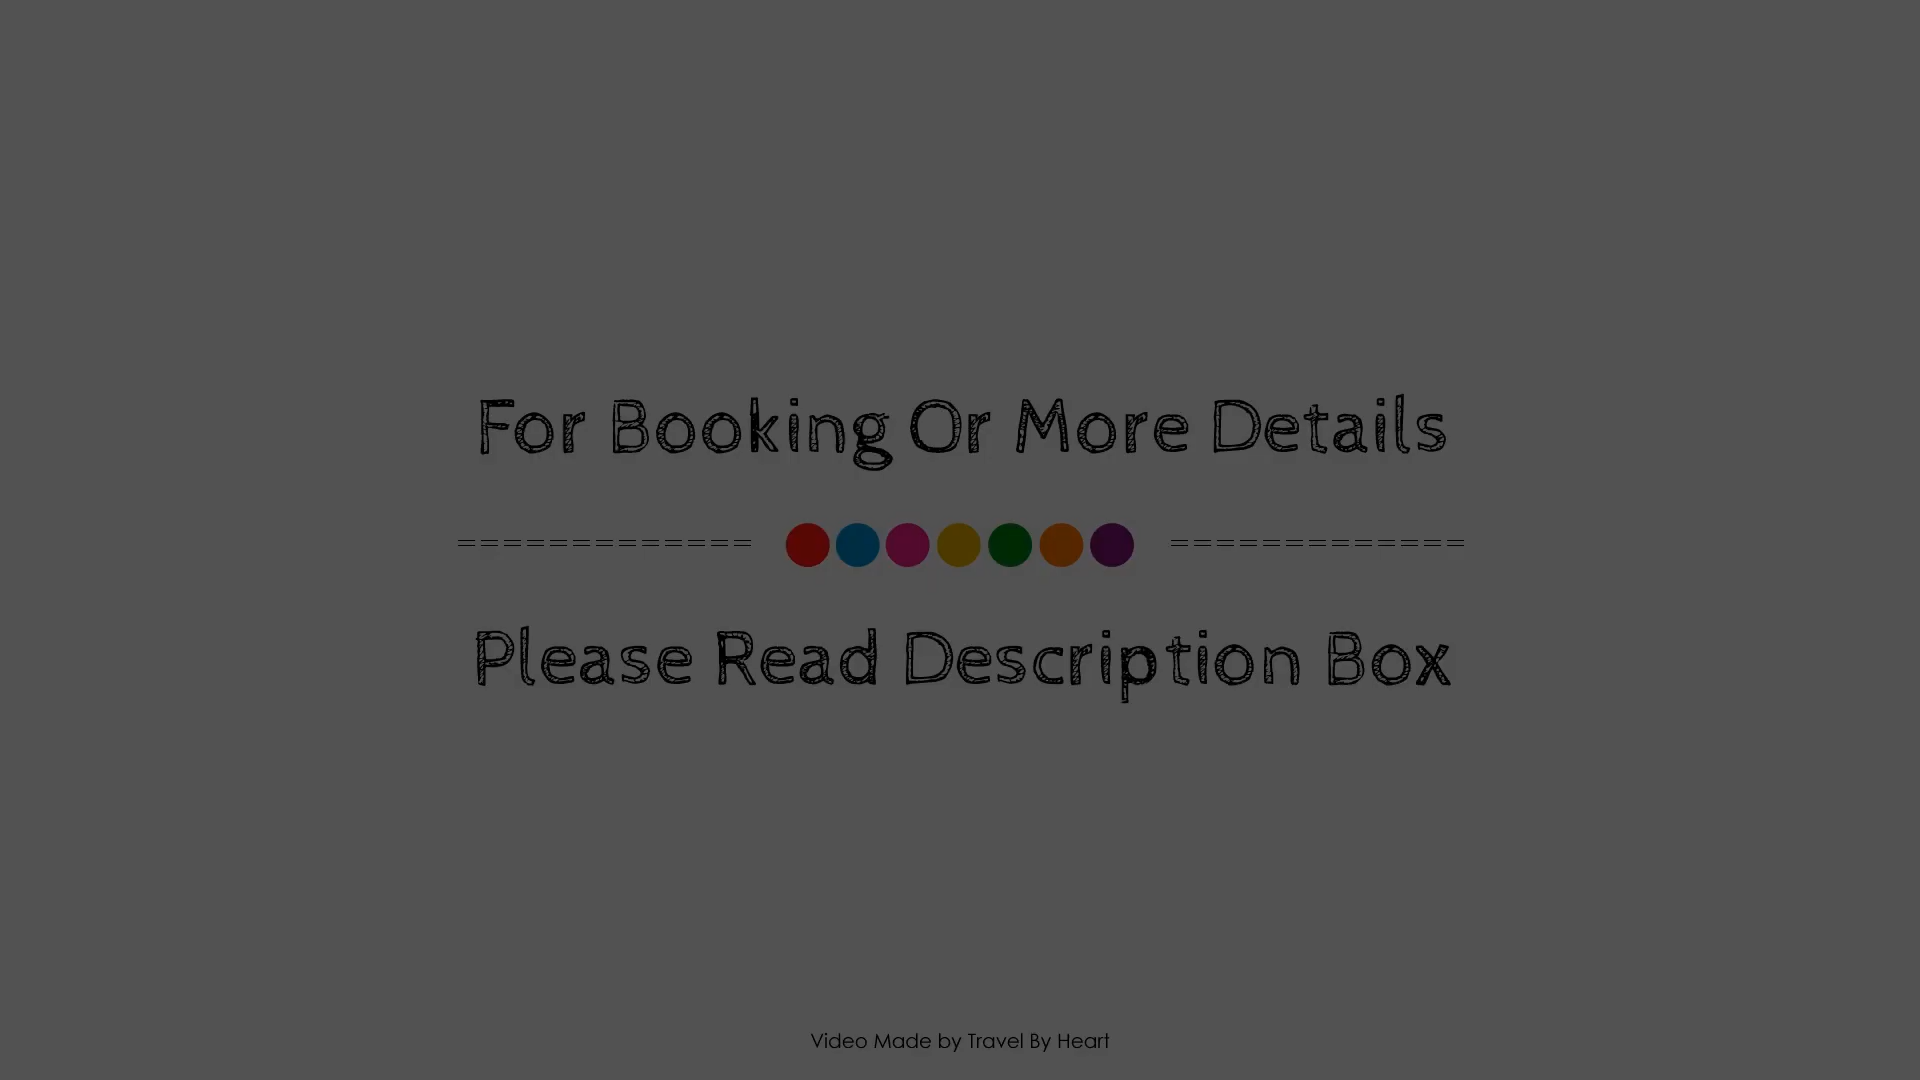 For Booking Or More Details
============= =============
Please Read Description Box
Video Made by Travel By Heart